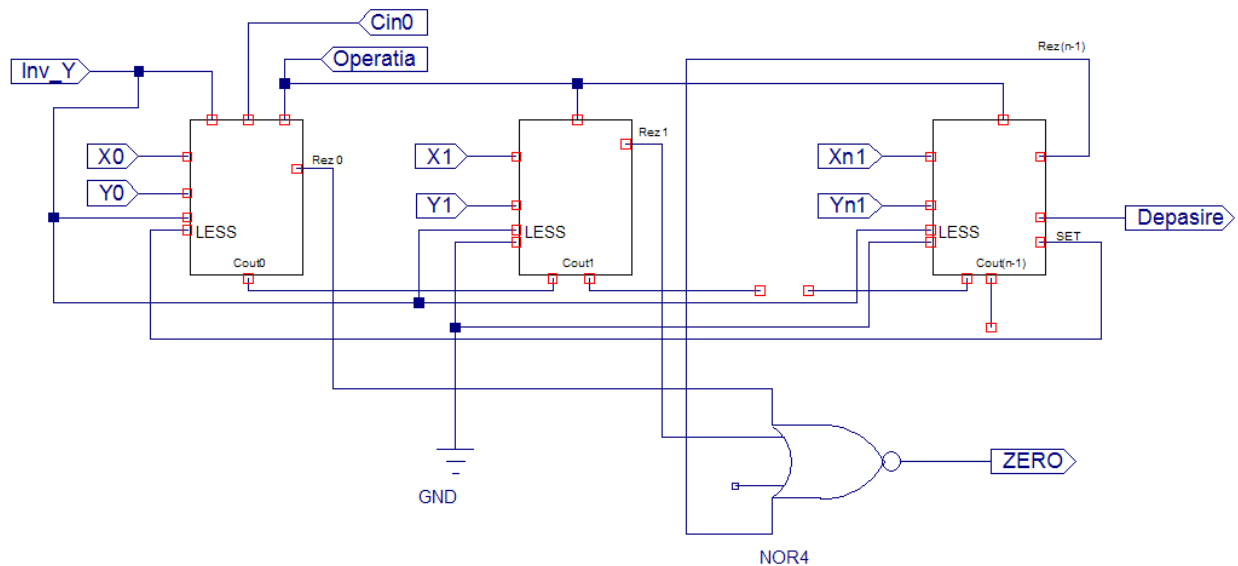 Cin0
Rez(n-1)
Operatia
Inv_Y
X0
Rez 0
X1
Rez 1
Xn1
Y0
Y1
Yn1
Depasire
LESS
LESS
LESS
SET
Cout0
Cout1
Cout(n-1)
ZERO
GND
NOR4